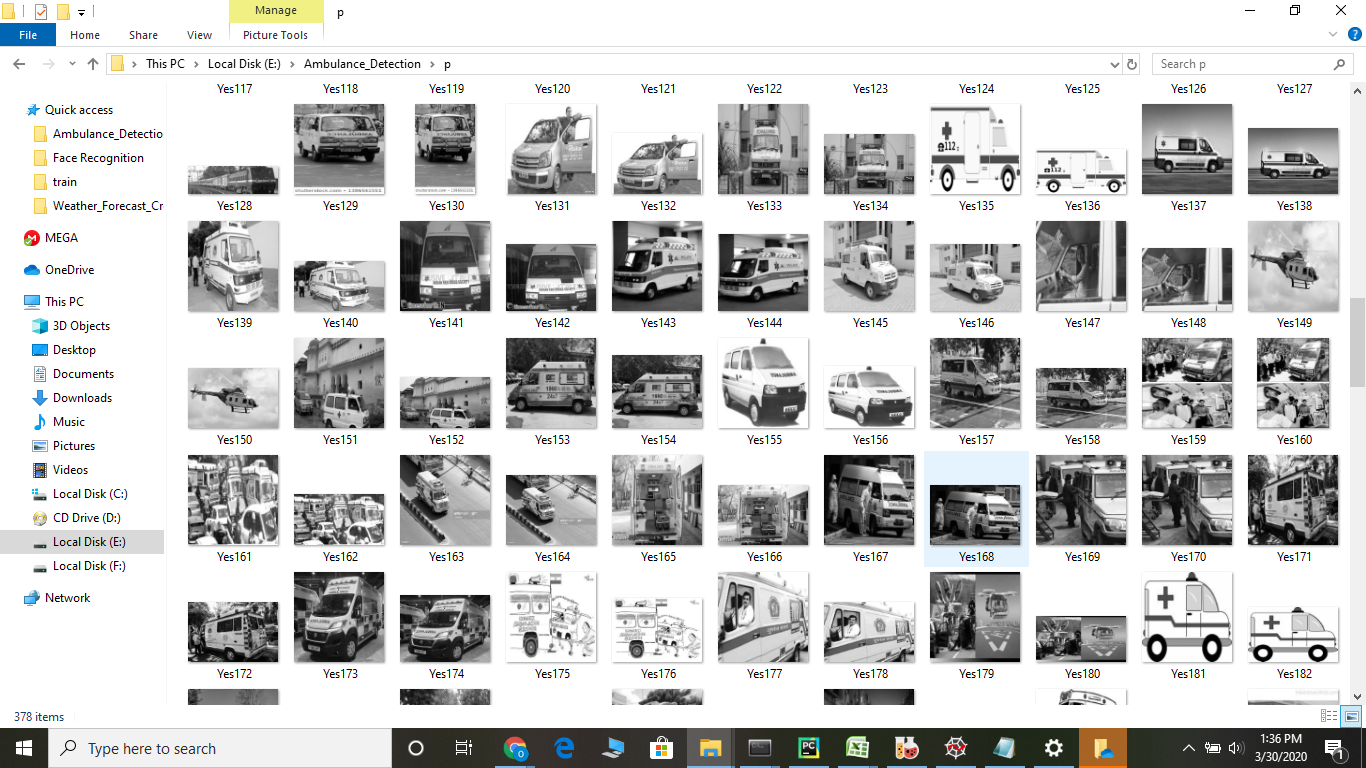 Manage
p
File
Home
Share
View
Picture Tools
This PC
Local Disk (E:)
Ambulance_Detection
p
Search p
Quick access
Ambulance_Detectio
Face Recognition
train
Weather_Forecast_Cr
MEGA
OneDrive
This PC
3D Objects
Desktop
Documents
Downloads
Music
Pictures
Videos
Local Disk (C:)
CD Drive (D:)
Local Disk (E:)
Local Disk (F:)
Network
Yes117 Yes118 Yes119 Yes120 Yes121 Yes122 Yes123 Yes124 Yes125 Yes126 Yes127
112
112
Yes128 Yes129 Yes130 Yes131 Yes132 Yes133 Yes134 Yes135 Yes136 Yes137 Yes138
Yes139 Yes140 Yes141 Yes142 Yes143 Yes144 Yes145 Yes146 Yes147 Yes148 Yes149
Yes150 Yes151 Yes152 Yes153 Yes154 Yes155 Yes156 Yes157 Yes158 Yes159 Yes160
Yes161 Yes162 Yes163 Yes164 Yes165 Yes166 Yes167 Yes168 Yes169 Yes170 Yes171
Yes172 Yes173 Yes174 Yes175 Yes176 Yes177 Yes178 Yes179 Yes180 Yes181 Yes182
378 items
Type here to search
1:36 PM
3/30/2020
1